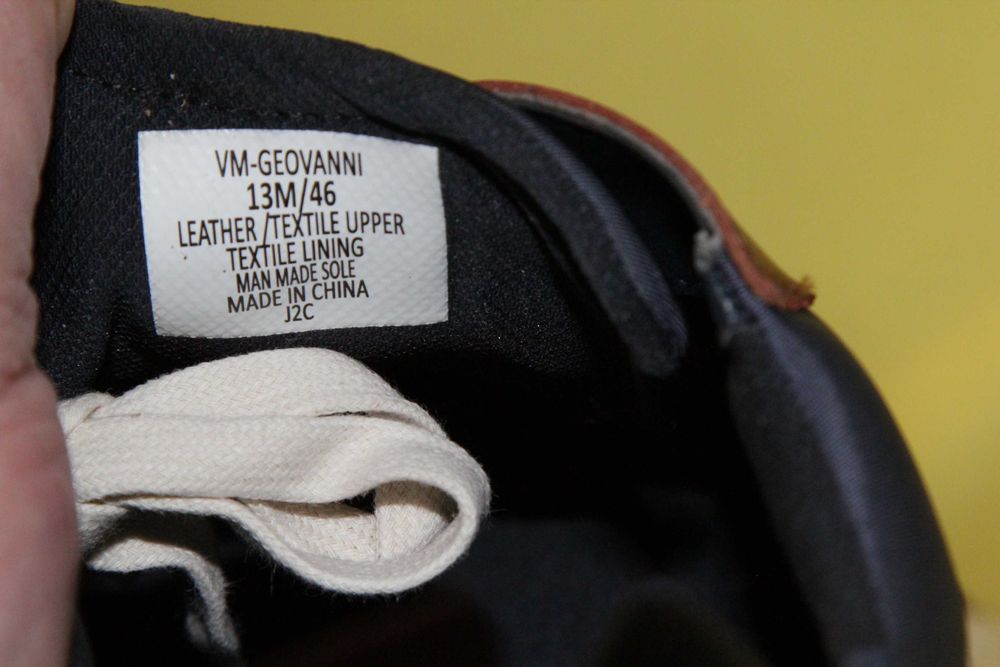 VM-GEOVANNI
13M/46
LEATHER/TEXTILE UPPER
TEXTILE LINING
MAN MADE SOLE
MADE IN CHINA
J2C